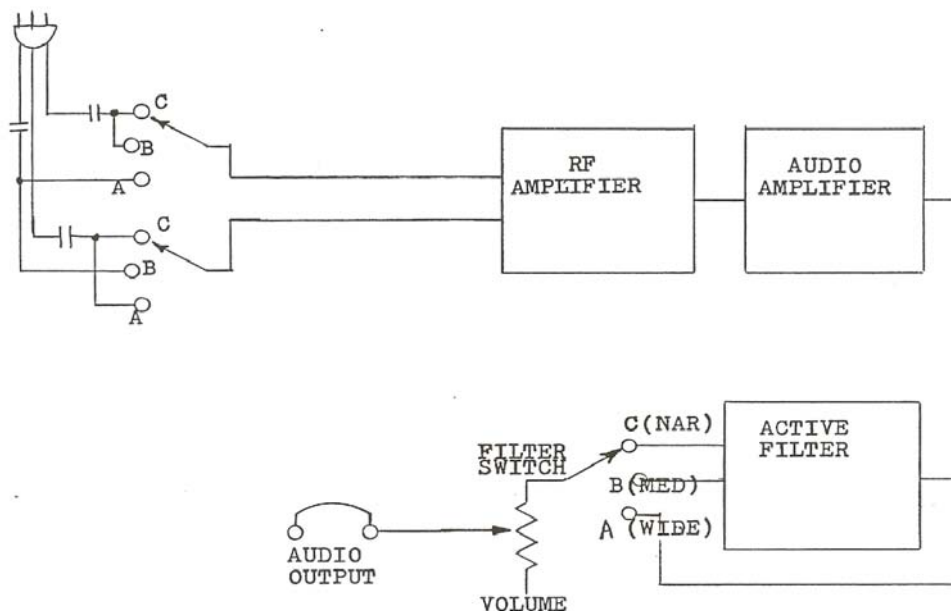 C
B
A
C
B
A
RF
AMPLIFIER
AUDIO
AMPLIFIER
FILTER
SWITCH
C(NAR)
B(MED)
A (WIDE)
ACTIVE
FILTER
AUDIO
OUTPUT
VOLUME